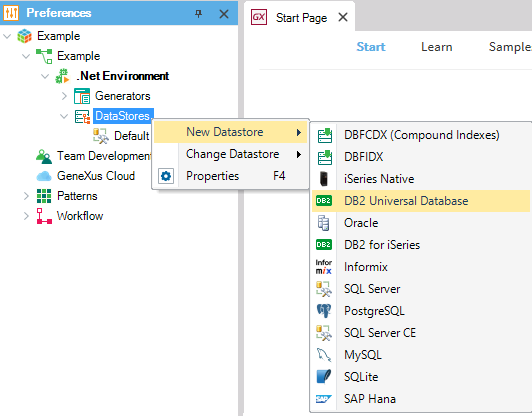 Preferences
Example
Example
.Net Environment
Generators
DataStores
Default
Team Development
GeneXus Cloud
Patterns
Workflow
New Datastore
Change Datastore
Properties F4
GX Start Page
Start Learn Sample
DBFCDX (Compound Indexes)
DBFIDX
iSeries Native
DB2 DB2 Universal Database
Oracle
DB2 DB2 for iSeries
Infor mix Informix
SQL Server
PostgreSQL
SQL Server CE
MySQL
SQLite
SAP SAP Hana